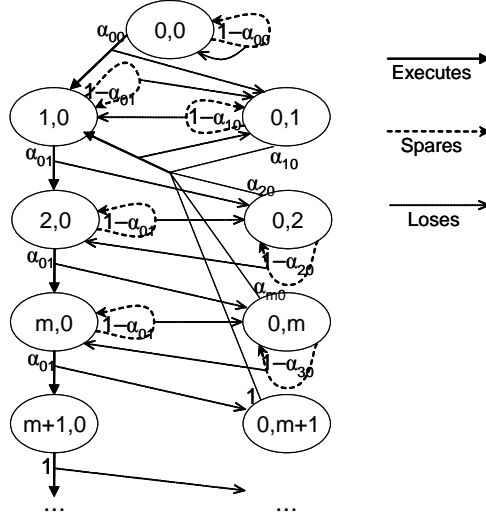 0,0
1–α00
α00
1–α01
1,0
1–α10
0,1
α01
α10
α20
2,0
1–α01
0,2
α01
1–α20
αm0
m,0
1–α01
0,m
α01
1–α30
1
m+1,0
0,m+1
1
...
...
Executes
Spares
Loses